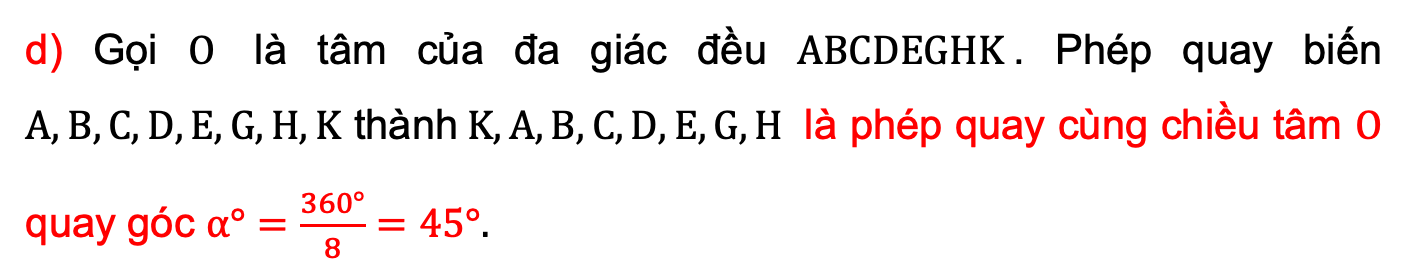 d) Gọi O là tâm của đa giác đều ABCDEGHK. Phép quay biến
A, B, C, D, E, G, H, K thành K, A, B, C, D, E, G, H là phép quay cùng chiều tâm O
quay góc α° = 360°/8 = 45°.